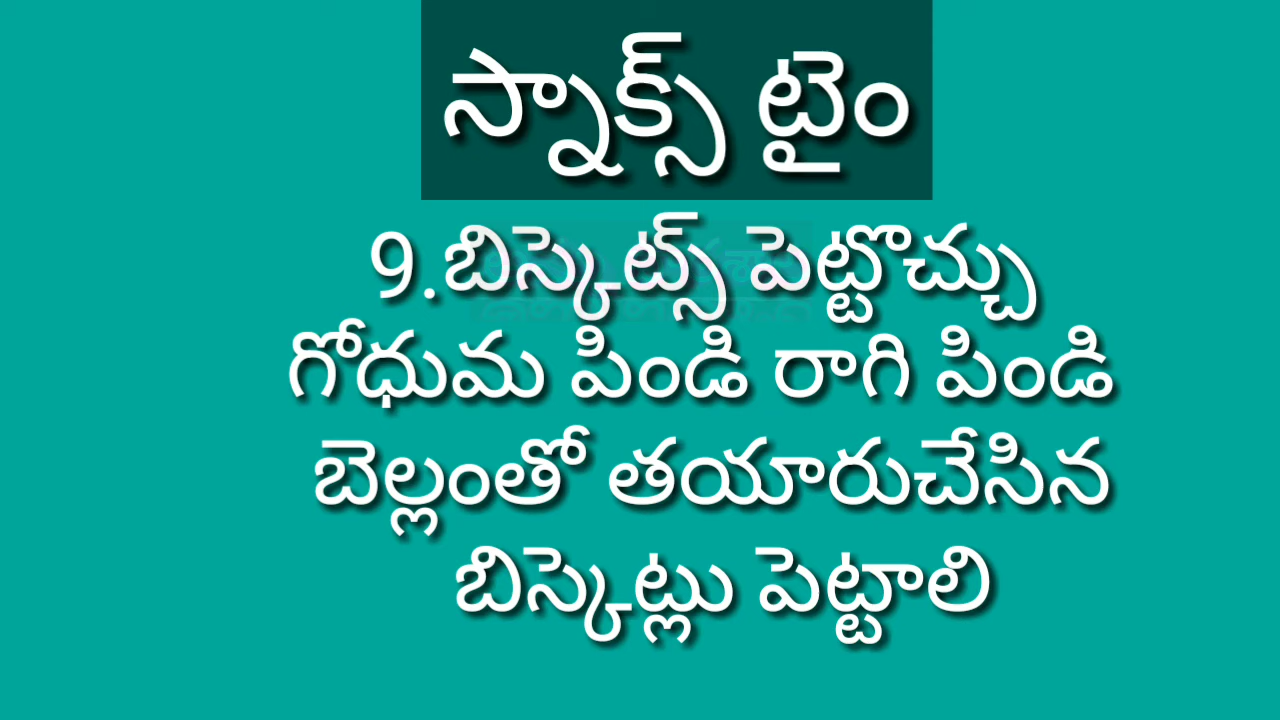 స్నాక్స్ టైం
9.బిస్కెట్స్ పెట్టొచ్చు
గోధుమ పిండి రాగి పిండి
బెల్లంతో తయారుచేసిన
బిస్కెట్లు పెట్టాలి